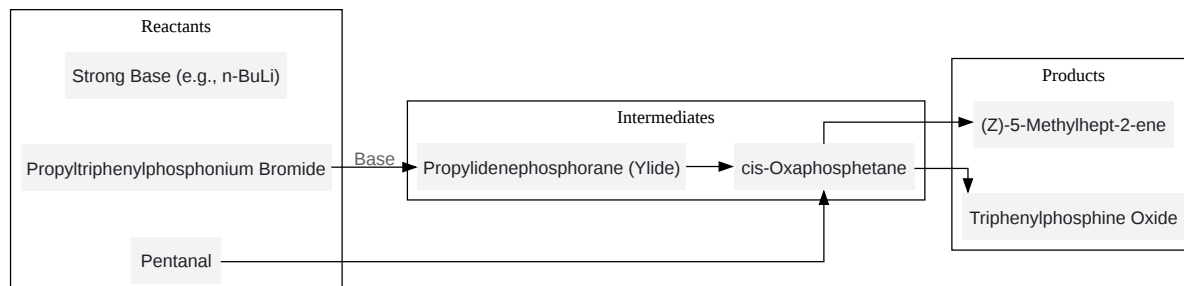 Reactants
Strong Base (e.g., n-BuLi)
Propyltriphenylphosphonium Bromide
Pentanal
Base
Intermediates
Propylidenephosphorane (Ylide)
cis-Oxaphosphetane
Products
(Z)-5-Methylhept-2-ene
Triphenylphosphine Oxide